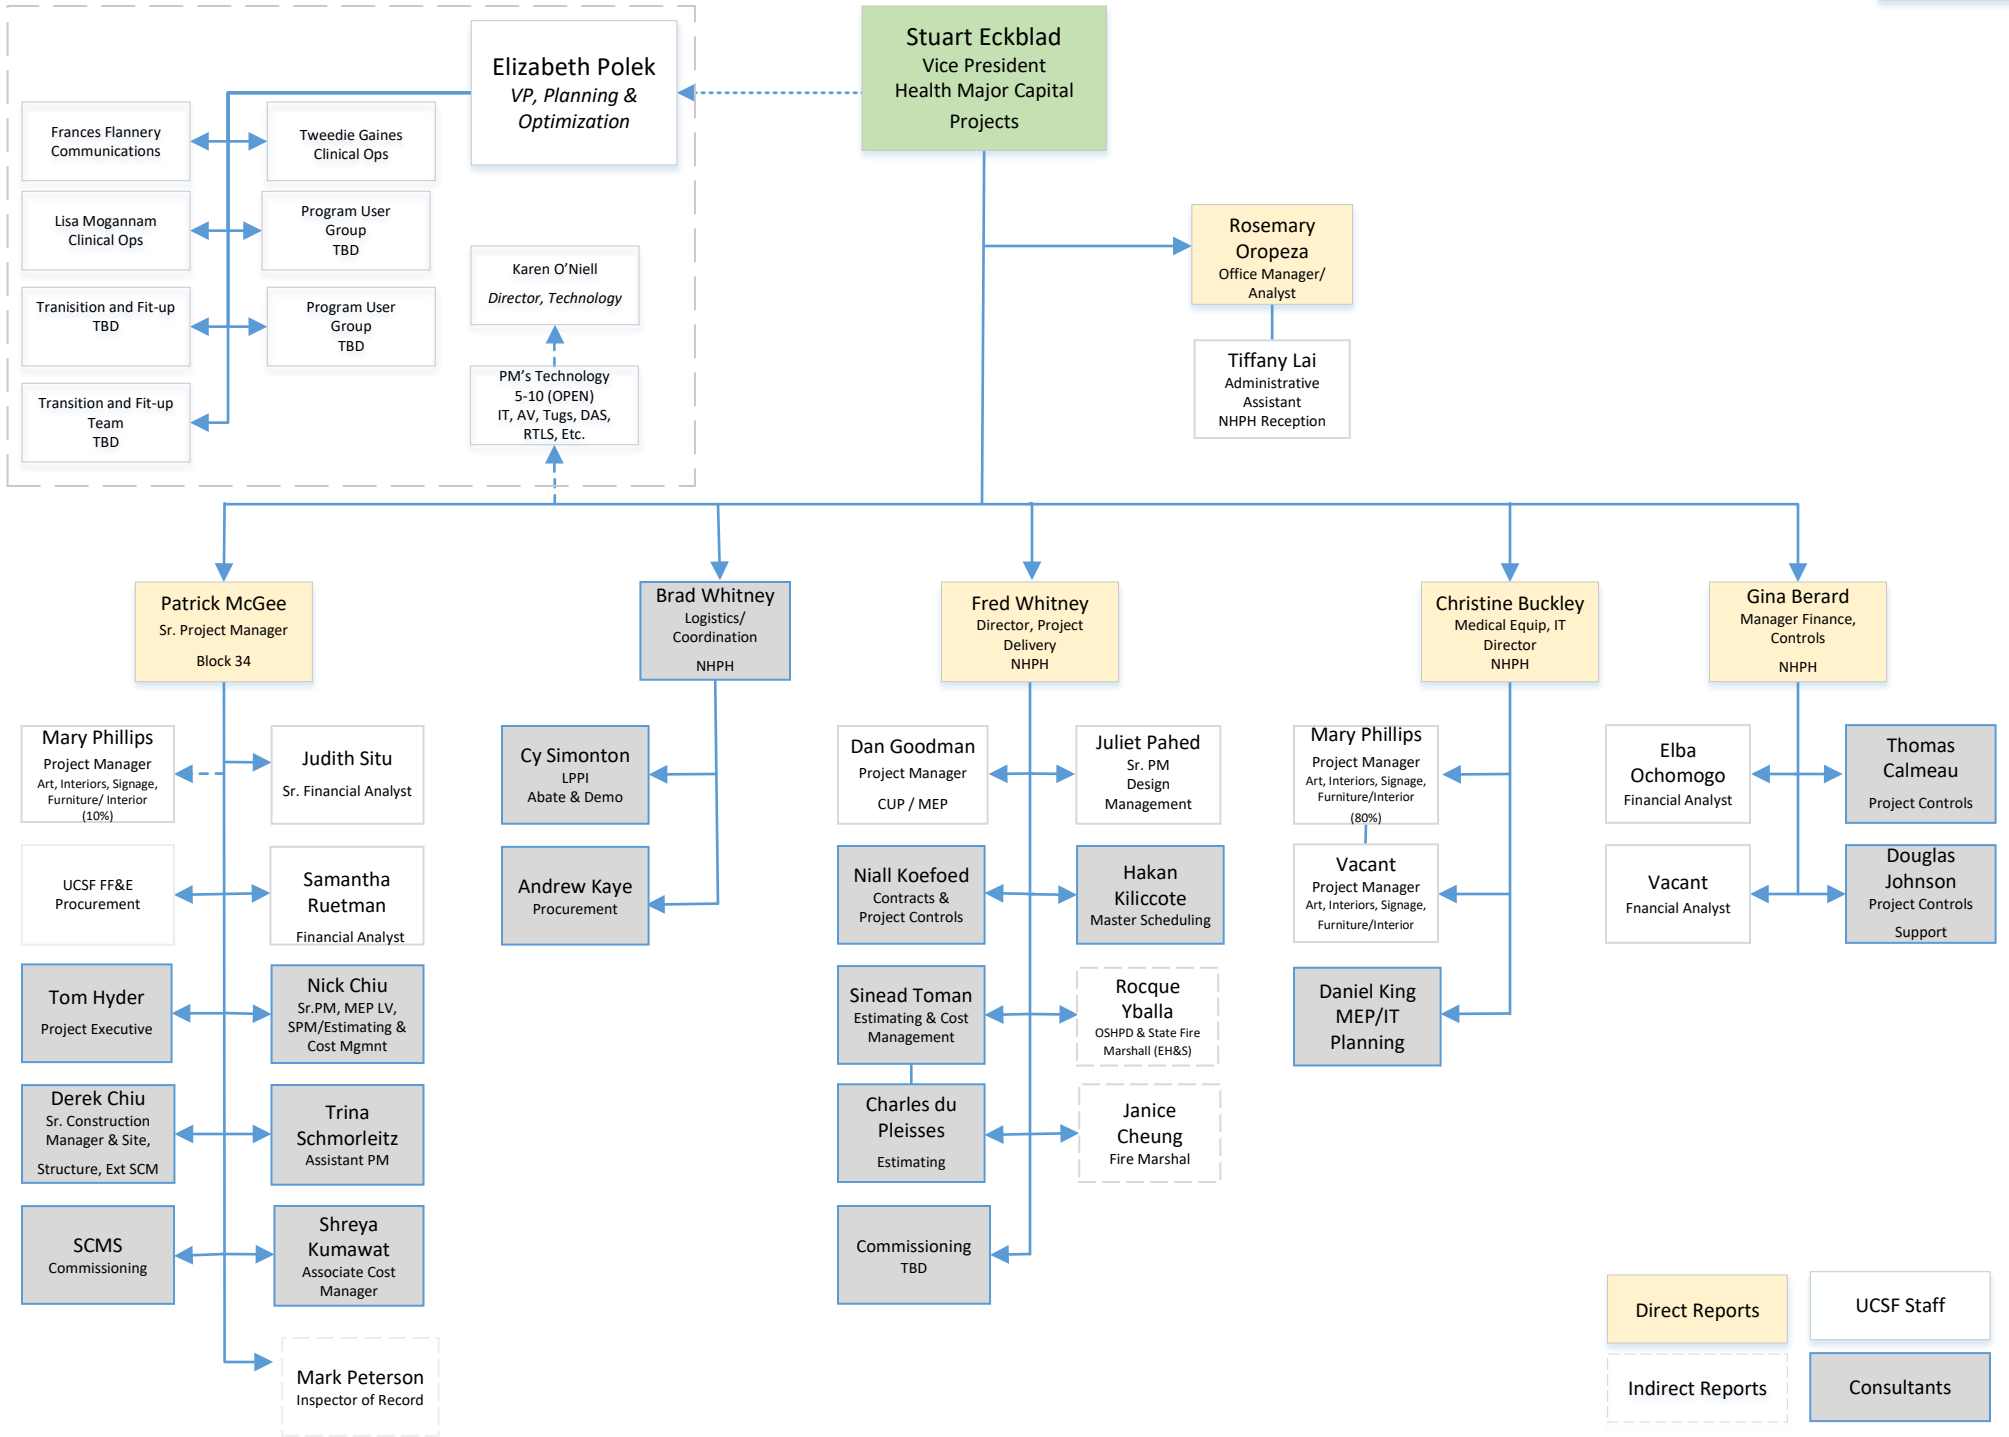 Stuart Eckblad
Vice President
Health Major Capital
Projects
Elizabeth Polek
VP, Planning &
Optimization
Frances Flannery
Communications
Tweedie Gaines
Clinical Ops
Lisa Mogannam
Clinical Ops
Program User
Group
TBD
Tranisition and Fit-up
TBD
Program User
Group
TBD
Transition and Fit-up
Team
TBD
Karen O’Niell
Director, Technology
PM’s Technology
5-10 (OPEN)
IT, AV, Tugs, DAS,
RTLS, Etc.
Rosemary
Oropeza
Office Manager/
Analyst
Tiffany Lai
Administrative
Assistant
NHPH Reception
Patrick McGee
Sr. Project Manager
Block 34
Brad Whitney
Logistics/
Coordination
NHPH
Fred Whitney
Director, Project
Delivery
NHPH
Christine Buckley
Medical Equip, IT
Director
NHPH
Gina Berard
Manager Finance,
Controls
NHPH
Mary Phillips
Project Manager
Art, Interiors, Signage,
Furniture/ Interior
(10%)
Judith Situ
Sr. Financial Analyst
UCSF FF&E
Procurement
Samantha
Ruetman
Financial Analyst
Tom Hyder
Project Executive
Nick Chiu
Sr.PM, MEP LV,
SPM/Estimating &
Cost Mgmnt
Derek Chiu
Sr. Construction
Manager & Site,
Structure, Ext SCM
Trina
Schmorleitz
Assistant PM
SCMS
Commissioning
Shreya
Kumawat
Associate Cost
Manager
Mark Peterson
Inspector of Record
Cy Simonton
LPPI
Abate & Demo
Andrew Kaye
Procurement
Dan Goodman
Project Manager
CUP / MEP
Juliet Pahed
Sr. PM
Design
Management
Niall Koefoed
Contracts &
Project Controls
Hakan
Kiliccote
Master Scheduling
Sinead Toman
Estimating & Cost
Management
Rocque
Yballa
OSHPD & State Fire
Marshall (EH&S)
Charles du
Pleisses
Estimating
Janice
Cheung
Fire Marshal
Commissioning
TBD
Mary Phillips
Project Manager
Art, Interiors, Signage,
Furniture/Interior
(80%)
Vacant
Project Manager
Art, Interiors, Signage,
Furniture/Interior
Daniel King
MEP/IT
Planning
Elba
Ochomogo
Financial Analyst
Thomas
Calmeau
Project Controls
Vacant
Fnancial Analyst
Douglas
Johnson
Project Controls
Support
Direct Reports
UCSF Staff
Indirect Reports
Consultants